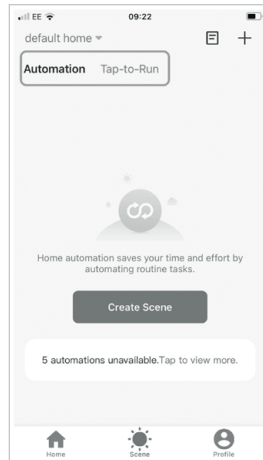 EE 09:22
default home
Automation Tap-to-Run
Home automation saves your time and effort by
automating routine tasks.
Create Scene
5 automations unavailable.Tap to view more.
Home Scene Profile